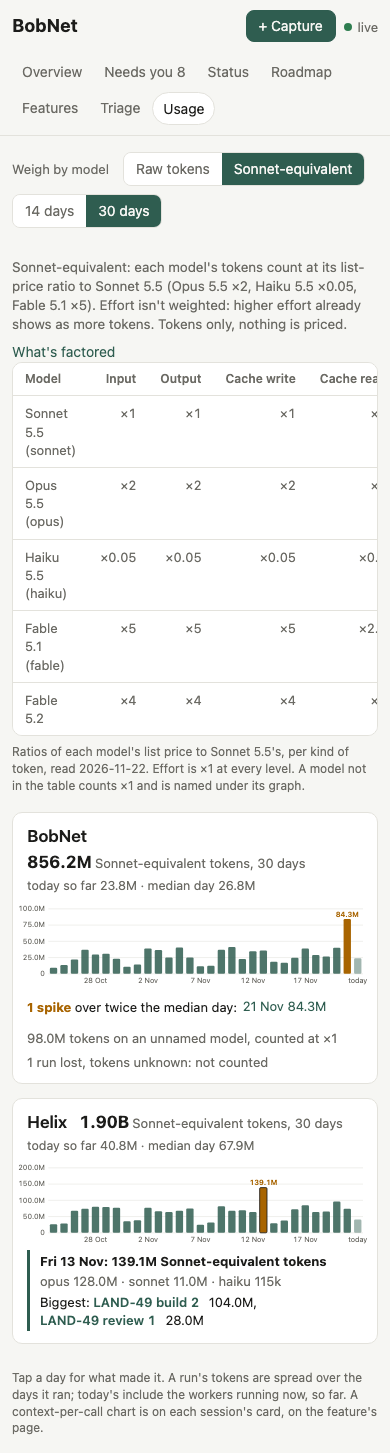 BobNet
+ Capture
live
Overview Needs you 8 Status Roadmap
Features Triage Usage
Weigh by model Raw tokens Sonnet-equivalent
14 days 30 days
Sonnet-equivalent: each model's tokens count at its list-
price ratio to Sonnet 5.5 (Opus 5.5 ×2, Haiku 5.5 ×0.05,
Fable 5.1 ×5). Effort isn't weighted: higher effort already
shows as more tokens. Tokens only, nothing is priced.
What's factored
Model Input Output Cache write Cache rea
Sonnet ×1 ×1 ×1 ×
5.5
(sonnet)
Opus ×2 ×2 ×2 ×
5.5
(opus)
Haiku ×0.05 ×0.05 ×0.05 ×0.
5.5
(haiku)
Fable ×5 ×5 ×5 ×2.
5.1
(fable)
Fable ×4 ×4 ×4 ×
5.2
Ratios of each model's list price to Sonnet 5.5's, per kind of
token, read 2026-11-22. Effort is ×1 at every level. A model not
in the table counts ×1 and is named under its graph.
BobNet
856.2M Sonnet-equivalent tokens, 30 days
today so far 23.8M · median day 26.8M
100.0M
84.3M
75.0M
50.0M
25.0M
0
28 Oct 2 Nov 7 Nov 12 Nov 17 Nov today
1 spike over twice the median day: 21 Nov 84.3M
98.0M tokens on an unnamed model, counted at ×1
1 run lost, tokens unknown: not counted
Helix 1.90B Sonnet-equivalent tokens, 30 days
today so far 40.8M · median day 67.9M
200.0M
150.0M
139.1M
100.0M
50.0M
0
28 Oct 2 Nov 7 Nov 12 Nov 17 Nov today
Fri 13 Nov: 139.1M Sonnet-equivalent tokens
opus 128.0M · sonnet 11.0M · haiku 115k
Biggest: LAND-49 build 2 104.0M,
LAND-49 review 1 28.0M
Tap a day for what made it. A run's tokens are spread over the
days it ran; today's include the workers running now, so far. A
context-per-call chart is on each session's card, on the feature's
page.